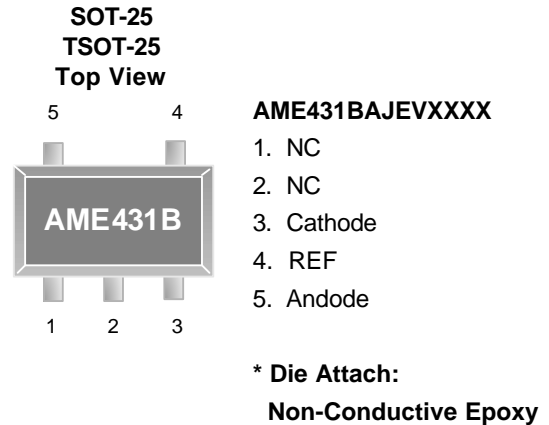 SOT-25
TSOT-25
Top View
5 4
AME431B
1 2 3
AME431BAJEVXXXX
1. NC
2. NC
3. Cathode
4. REF
5. Andode
* Die Attach:
Non-Conductive Epoxy